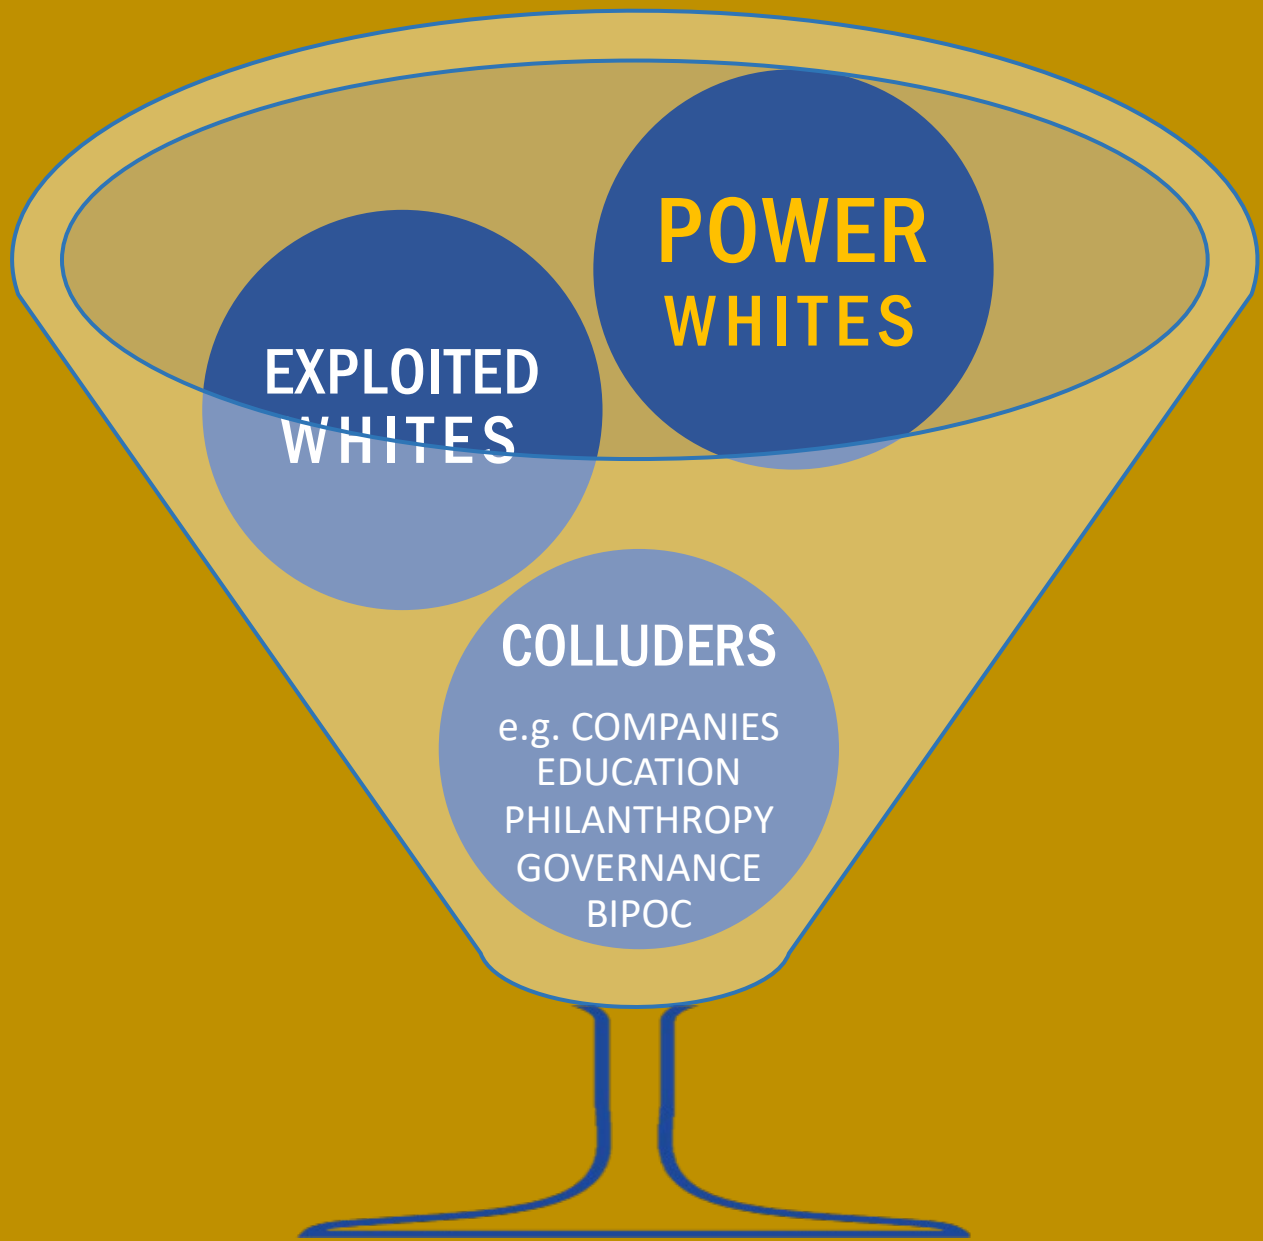 POWER
WHITES
EXPLOITED
WHITES
COLLUDERS
e.g. COMPANIES
EDUCATION
PHILANTHROPY
GOVERNANCE
BIPOC